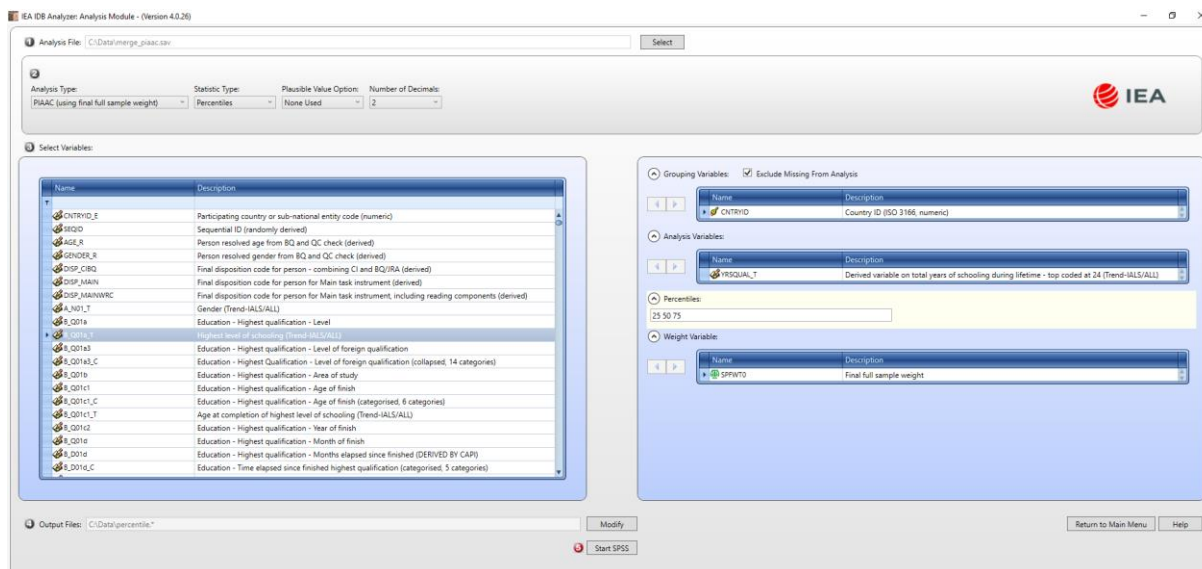 IEA IDB Analyzer: Analysis Module - (Version 4.0.26)
1 Analysis File: C:\Data\merge_piaac.sav Select
2
Analysis Type: Statistic Type: Plausible Value Option: Number of Decimals:
PIAAC (using final full sample weight) Percentiles None Used 2
IEA
3 Select Variables:
Name Description
CNTRYID_E Participating country or sub-national entity code (numeric)
SEQID Sequential ID (randomly derived)
AGE_R Person resolved age from BQ and QC check (derived)
GENDER_R Person resolved gender from BQ and QC check (derived)
DISP_CIBQ Final disposition code for person - combining CI and BQ/JRA (derived)
DISP_MAIN Final disposition code for person for Main task instrument (derived)
DISP_MAINWRC Final disposition code for person for Main task instrument, including reading components (derived)
A_N01_T Gender (Trend-IALS/ALL)
B_Q01a Education - Highest qualification - Level
B_Q01a_T Highest level of schooling (Trend-IALS/ALL)
B_Q01a3 Education - Highest qualification - Level of foreign qualification
B_Q01a3_C Education - Highest Qualification - Level of foreign qualification (collapsed, 14 categories)
B_Q01b Education - Highest qualification - Area of study
B_Q01c1 Education - Highest qualification - Age of finish
B_Q01c1_C Education - Highest qualification - Age of finish (categorised, 6 categories)
B_Q01c1_T Age at completion of highest level of schooling (Trend-IALS/ALL)
B_Q01c2 Education - Highest qualification - Year of finish
B_Q01d Education - Highest qualification - Month of finish
B_D01d Education - Highest qualification - Months elapsed since finished (DERIVED BY CAPI)
B_D01d_C Education - Time elapsed since finished highest qualification (categorised, 5 categories)
Grouping Variables: Exclude Missing From Analysis
Name Description
CNTRYID Country ID (ISO 3166, numeric)
Analysis Variables:
Name Description
YRSQUAL_T Derived variable on total years of schooling during lifetime - top coded at 24 (Trend-IALS/ALL)
Percentiles:
25 50 75
Weight Variable:
Name Description
SPFWT0 Final full sample weight
4 Output Files: C:\Data\percentile.* Modify
Return to Main Menu Help
5 Start SPSS